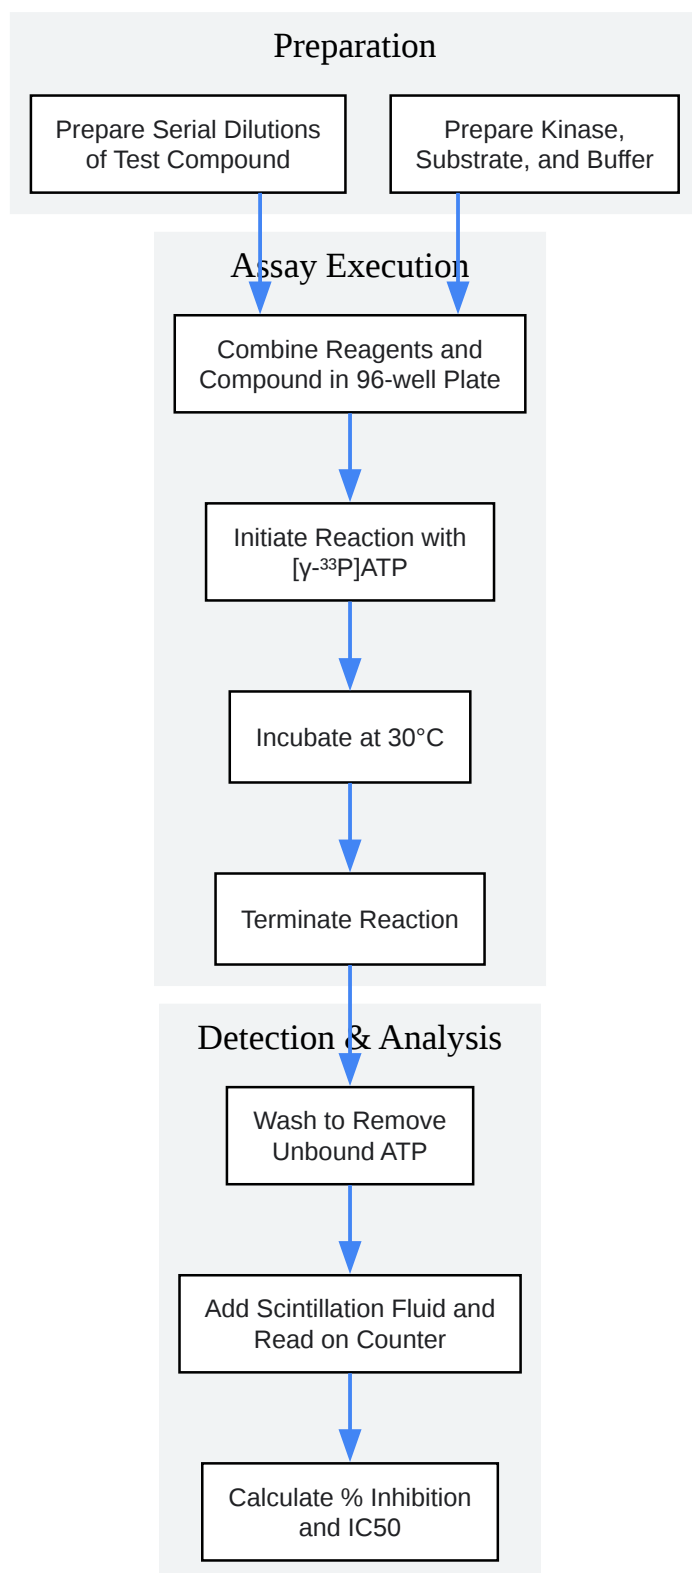 Preparation
Prepare Serial Dilutions
of Test Compound
Prepare Kinase,
Substrate, and Buffer
Assay Execution
Combine Reagents and
Compound in 96-well Plate
Initiate Reaction with
[γ-³³P]ATP
Incubate at 30°C
Terminate Reaction
Detection & Analysis
Wash to Remove
Unbound ATP
Add Scintillation Fluid and
Read on Counter
Calculate % Inhibition
and IC50